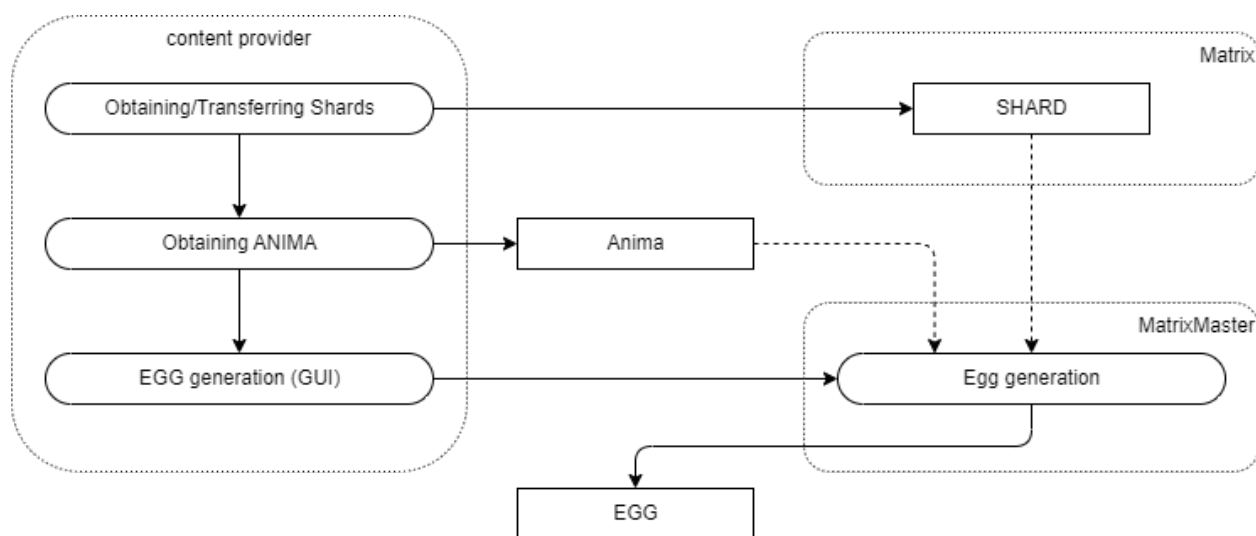 content provider
Matrix
Obtaining/Transferring Shards
SHARD
Obtaining ANIMA
Anima
MatrixMaster
EGG generation (GUI)
Egg generation
EGG